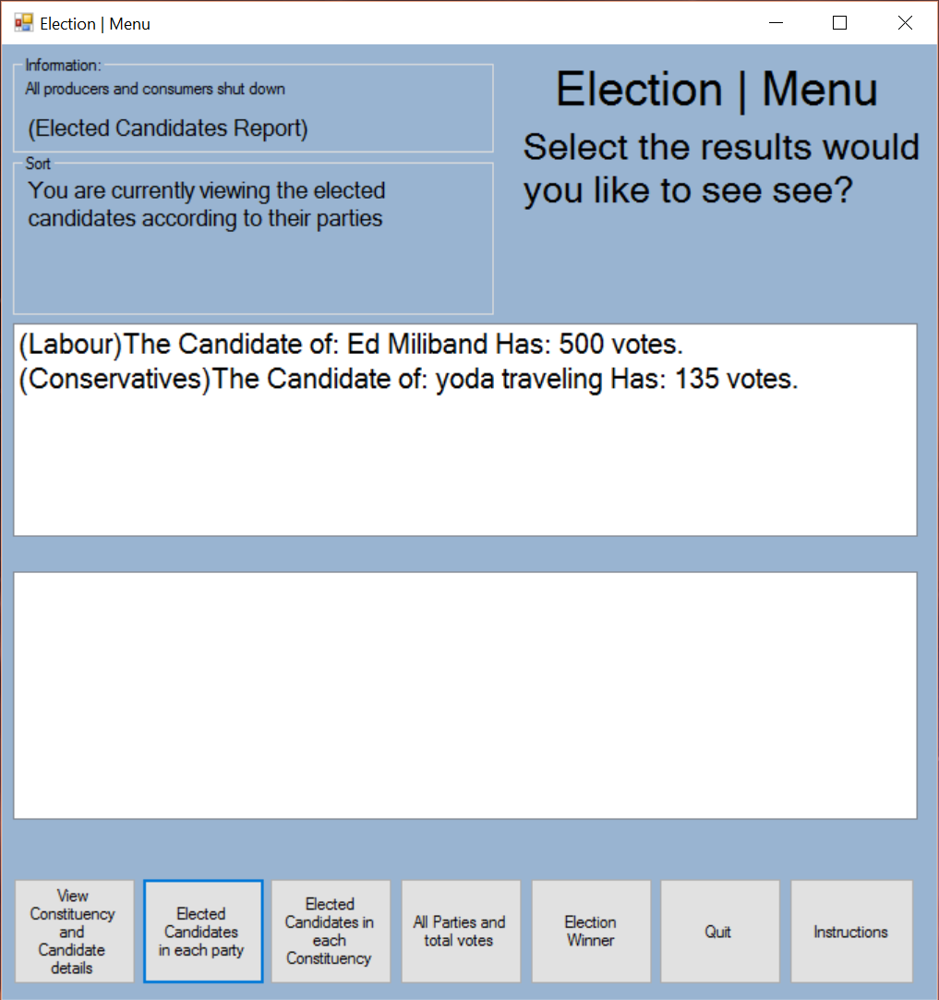 Election | Menu
Information:
All producers and consumers shut down
(Elected Candidates Report)
Election | Menu
Select the results would
you like to see see?
Sort
You are currently viewing the elected
candidates according to their parties
(Labour)The Candidate of: Ed Miliband Has: 500 votes.
(Conservatives)The Candidate of: yoda traveling Has: 135 votes.
View
Constituency
and
Candidate
details
Elected
Candidates
in each party
Elected
Candidates in
each
Constituency
All Parties and
total votes
Election
Winner
Quit
Instructions